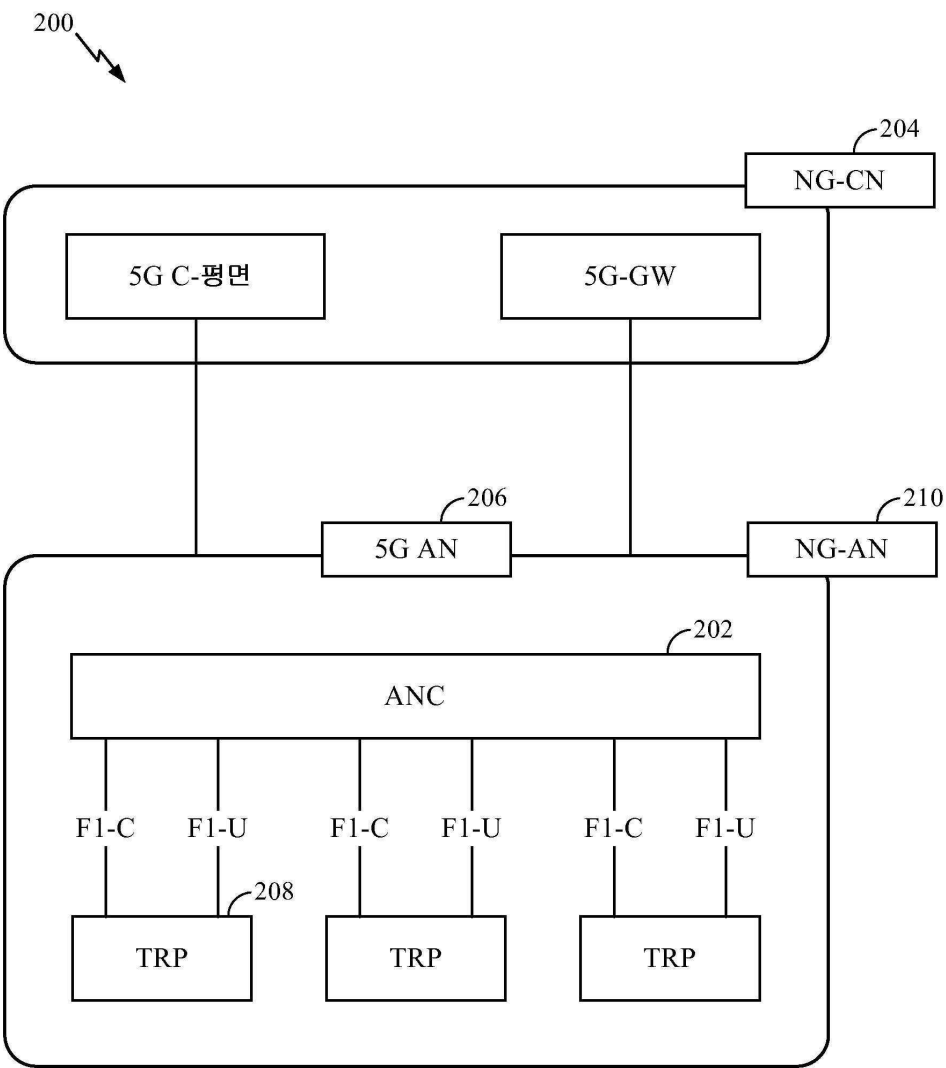 200
204
NG-CN
5G C-평면
5G-GW
206
210
5G AN
NG-AN
202
ANC
F1-C F1-U F1-C F1-U F1-C F1-U
208
TRP TRP TRP